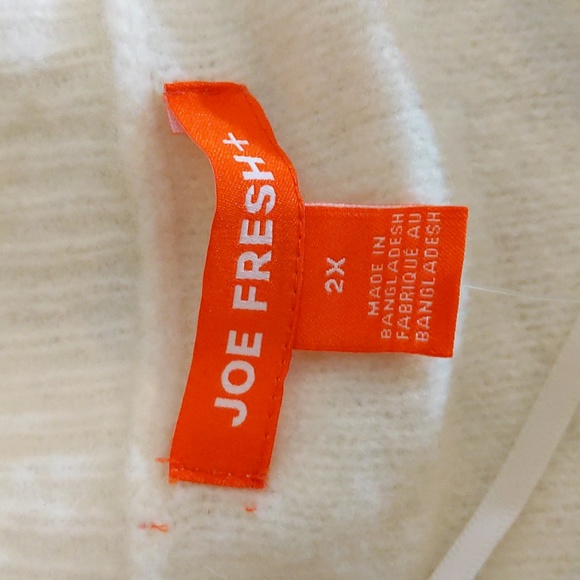 JOE FRESH+
2X
MADE IN
BANGLADESH
FABRIQUÉ AU
BANGLADESH